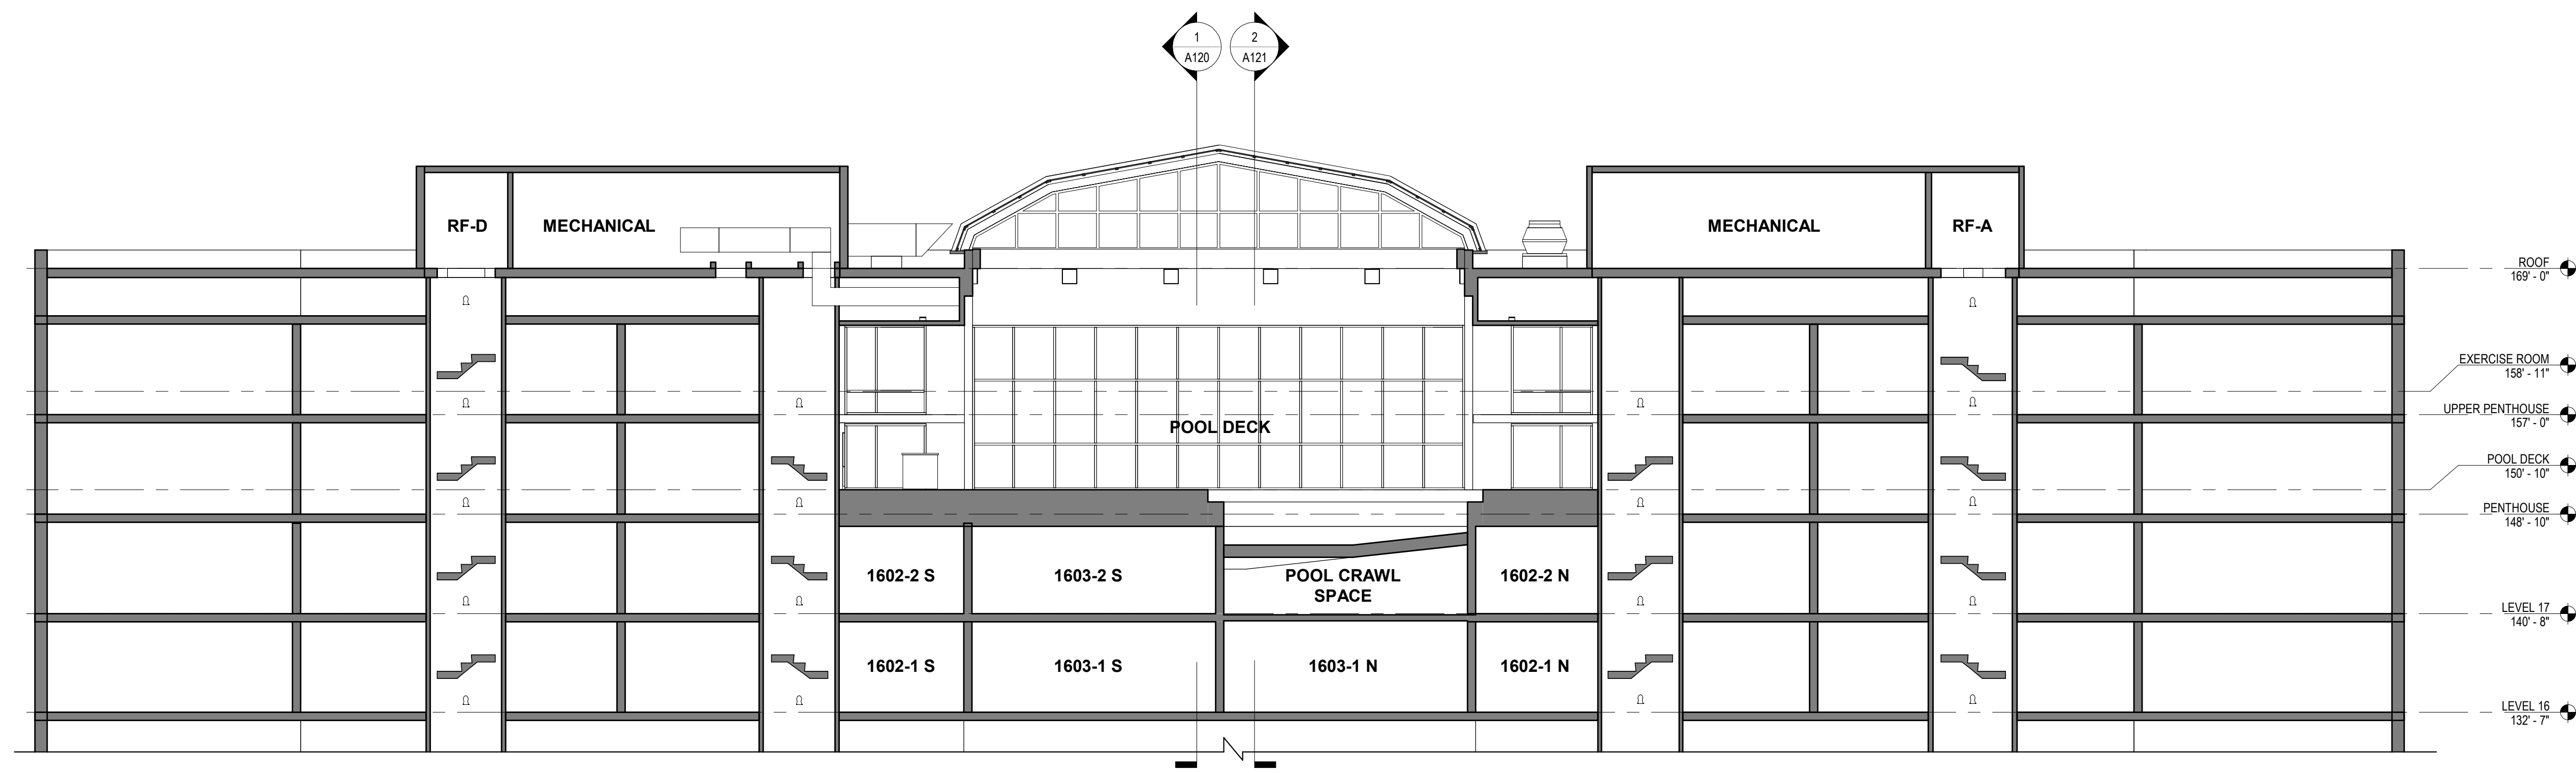 1
A120
2
A121
RF-D
MECHANICAL
MECHANICAL
RF-A
ROOF
169' - 0"
EXERCISE ROOM
158' - 11"
UPPER PENTHOUSE
157' - 0"
POOL DECK
POOL DECK
150' - 10"
PENTHOUSE
148' - 10"
1602-2 S
1603-2 S
POOL CRAWL
SPACE
1602-2 N
LEVEL 17
140' - 8"
1602-1 S
1603-1 S
1603-1 N
1602-1 N
LEVEL 16
132' - 7"